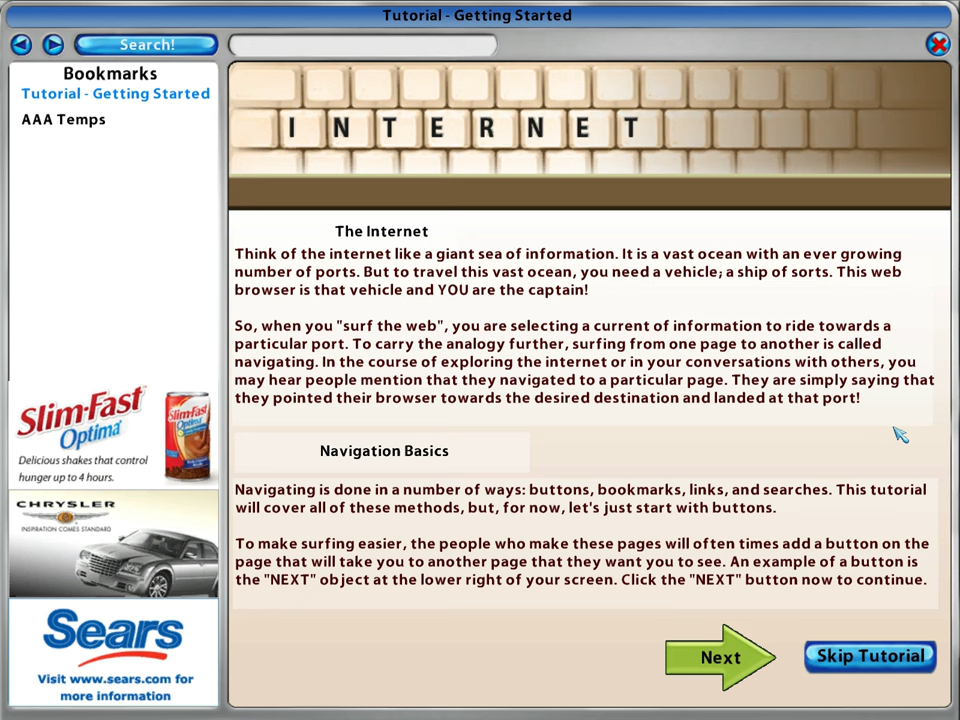 Tutorial - Getting Started
Search!
Bookmarks
Tutorial - Getting Started
AAA Temps
Slim·Fast
Optima
Delicious shakes that control
hunger up to 4 hours.
CHRYSLER
INSPIRATION COMES STANDARD
Sears
Visit www.sears.com for
more information
INTERNET
The Internet
Think of the internet like a giant sea of information. It is a vast ocean with an ever growing
number of ports. But to travel this vast ocean, you need a vehicle; a ship of sorts. This web
browser is that vehicle and YOU are the captain!
So, when you "surf the web", you are selecting a current of information to ride towards a
particular port. To carry the analogy further, surfing from one page to another is called
navigating. In the course of exploring the internet or in your conversations with others, you
may hear people mention that they navigated to a particular page. They are simply saying that
they pointed their browser towards the desired destination and landed at that port!
Navigation Basics
Navigating is done in a number of ways: buttons, bookmarks, links, and searches. This tutorial
will cover all of these methods, but, for now, let's just start with buttons.
To make surfing easier, the people who make these pages will often times add a button on the
page that will take you to another page that they want you to see. An example of a button is
the "NEXT" object at the lower right of your screen. Click the "NEXT" button now to continue.
Next
Skip Tutorial